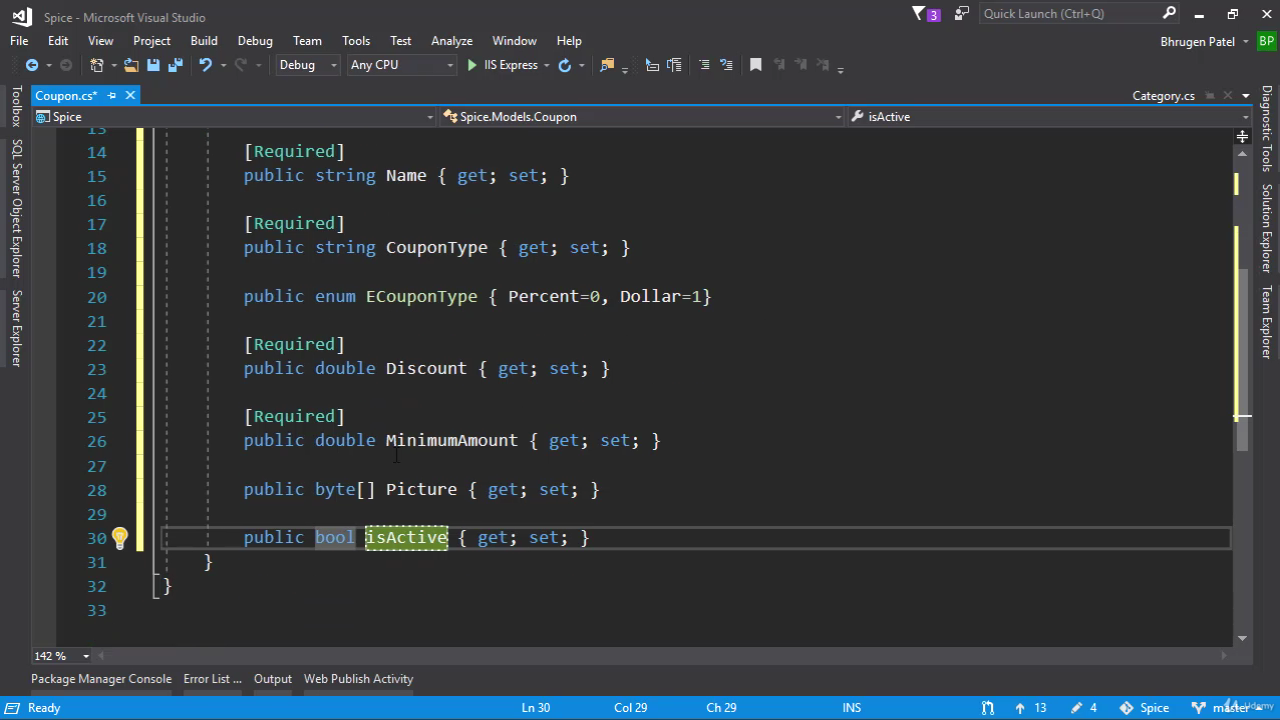 Spice - Microsoft Visual Studio
3
Quick Launch (Ctrl+Q)
File Edit View Project Build Debug Team Tools Test Analyze Window Help
Bhrugen Patel BP
Debug Any CPU IIS Express
Coupon.cs* Category.cs
Spice Spice.Models.Coupon isActive
Toolbox
SQL Server Object Explorer
Server Explorer
Diagnostic Tools
Solution Explorer
Team Explorer
13
14 [Required]
15 public string Name { get; set; }
16
17 [Required]
18 public string CouponType { get; set; }
19
20 public enum ECouponType { Percent=0, Dollar=1}
21
22 [Required]
23 public double Discount { get; set; }
24
25 [Required]
26 public double MinimumAmount { get; set; }
27
28 public byte[] Picture { get; set; }
29
30 public bool isActive { get; set; }
31 }
32 }
33
142 %
Package Manager Console Error List ... Output Web Publish Activity
Ready Ln 30 Col 29 Ch 29 INS 13 4 Spice master
Udemy